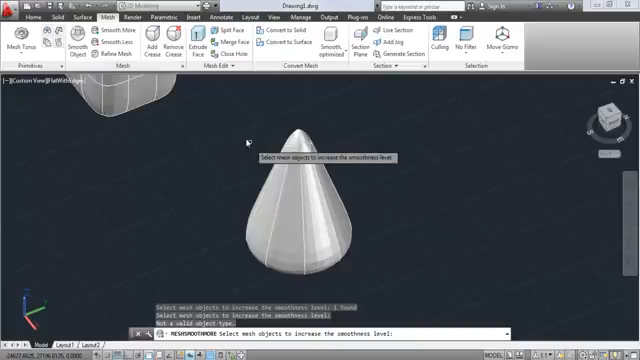 3D Modeling
Drawing1.dwg
Type a keyword or phrase
Sign In
Home Solid Surface Mesh Render Parametric Insert Annotate Layout View Manage Output Plug-ins Online Express Tools
Mesh Torus
Smooth More
Smooth Less
Refine Mesh
Add Crease
Remove Crease
Extrude Face
Split Face
Merge Face
Close Hole
Convert to Solid
Convert to Surface
Smooth, optimized
Section Plane
Live Section
Add Jog
Generate Section
Culling
No Filter
Move Gizmo
Primitives
Mesh
Mesh Edit
Convert Mesh
Section
Selection
[–][Custom View][FlatWithEdges]
Select mesh objects to increase the smoothness level:
Select mesh objects to increase the smoothness level: 1 found
Select mesh objects to increase the smoothness level:
Not a valid object type.
MESHSMOOTHMORE Select mesh objects to increase the smoothness level:
Model Layout1 Layout2
MODEL